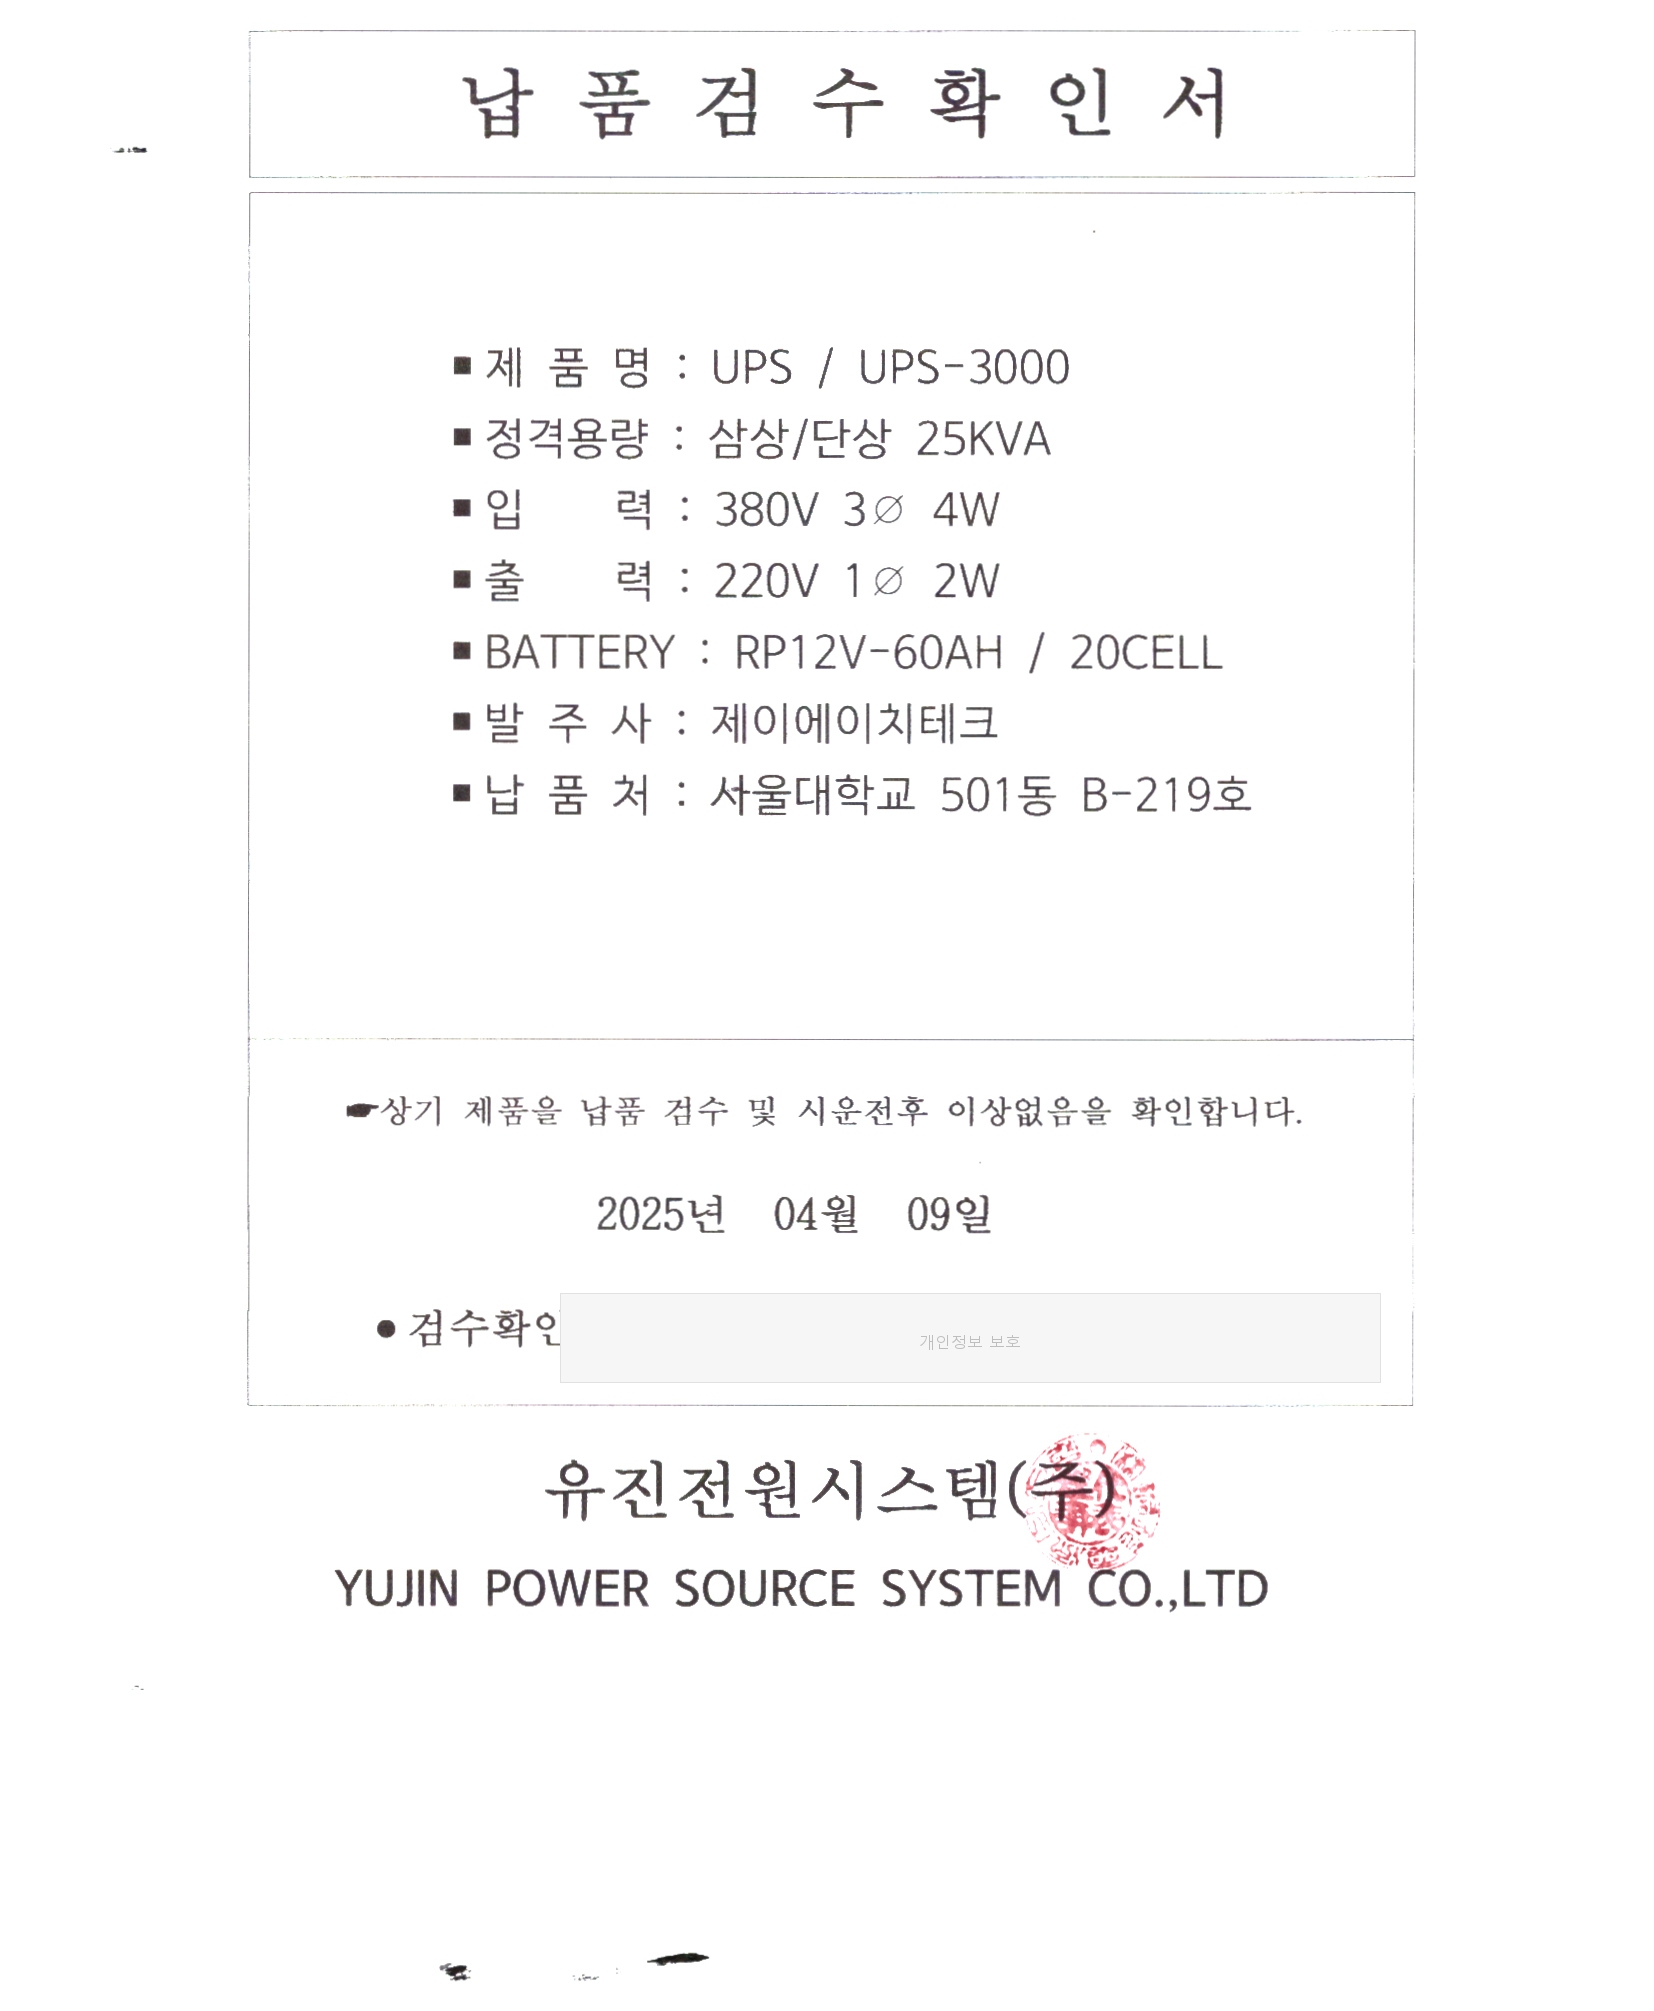 납 품 검 수 확 인 서
■ 제 품 명 : UPS / UPS-3000
■ 정격용량 : 삼상/단상 25KVA
■ 입 력 : 380V 3∅ 4W
■ 출 력 : 220V 1∅ 2W
■ BATTERY : RP12V-60AH / 20CELL
■ 발 주 사 : 제이에이치테크
■ 납 품 처 : 서울대학교 501동 B-219호
☛상기 제품을 납품 검수 및 시운전후 이상없음을 확인합니다.
2025년 04월 09일
● 검수확인
개인정보 보호
유진전원시스템(주)
YUJIN POWER SOURCE SYSTEM CO.,LTD